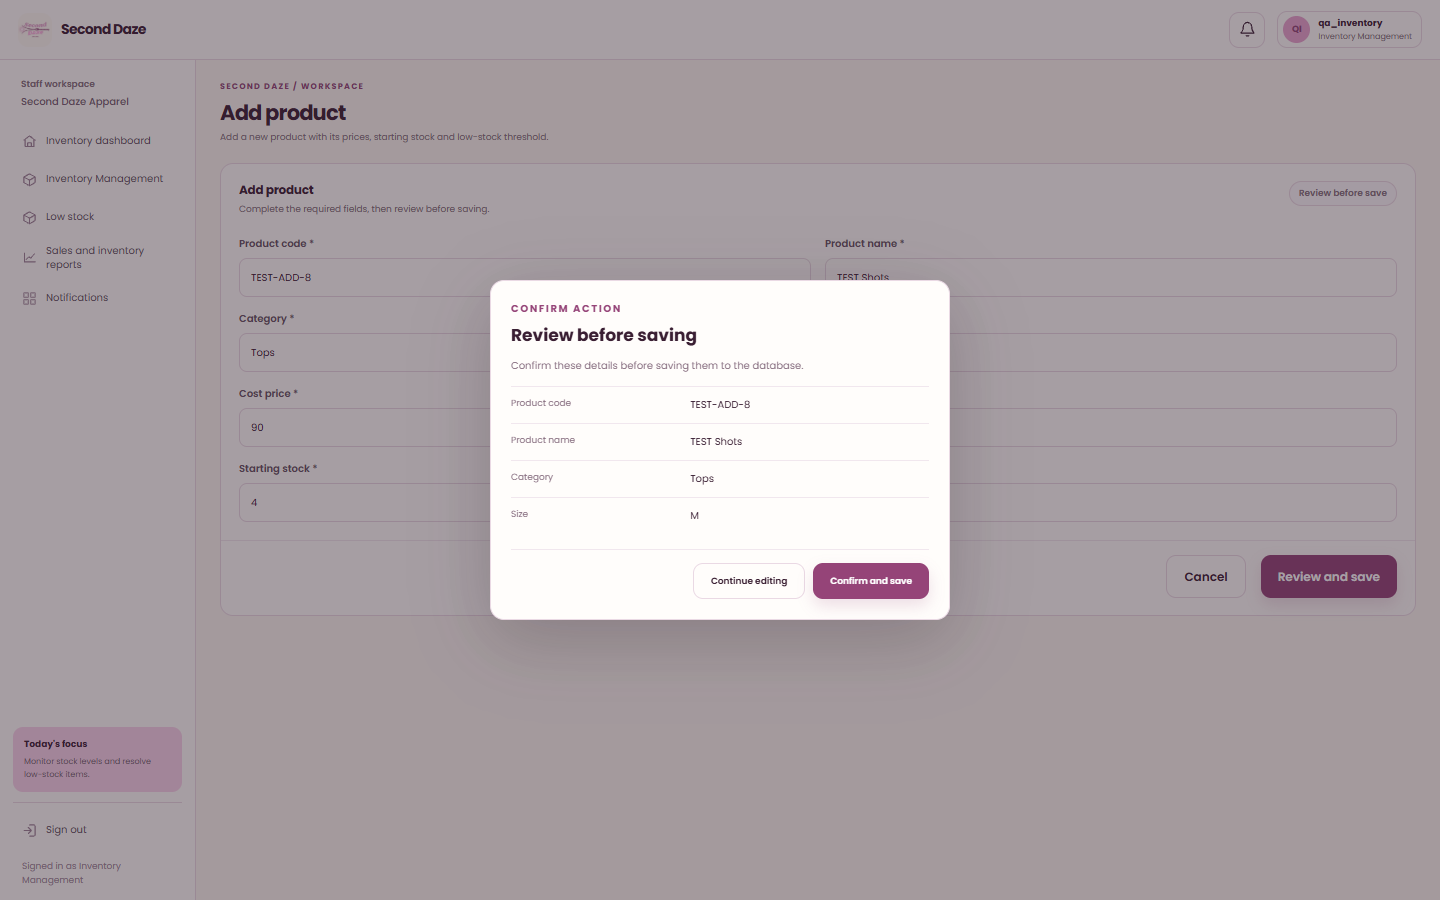 Second Daze
QI
qa_inventory
Inventory Management
Staff workspace
Second Daze Apparel
Inventory dashboard
Inventory Management
Low stock
Sales and inventory
reports
Notifications
Today's focus
Monitor stock levels and resolve
low-stock items.
Sign out
Signed in as Inventory
Management
SECOND DAZE / WORKSPACE
Add product
Add a new product with its prices, starting stock and low-stock threshold.
Add product
Complete the required fields, then review before saving.
Review before save
Product code *
Product name *
TEST-ADD-8
TEST Shots
Category *
Tops
Cost price *
90
Starting stock *
4
Cancel
Review and save
CONFIRM ACTION
Review before saving
Confirm these details before saving them to the database.
Product code TEST-ADD-8
Product name TEST Shots
Category Tops
Size M
Continue editing
Confirm and save